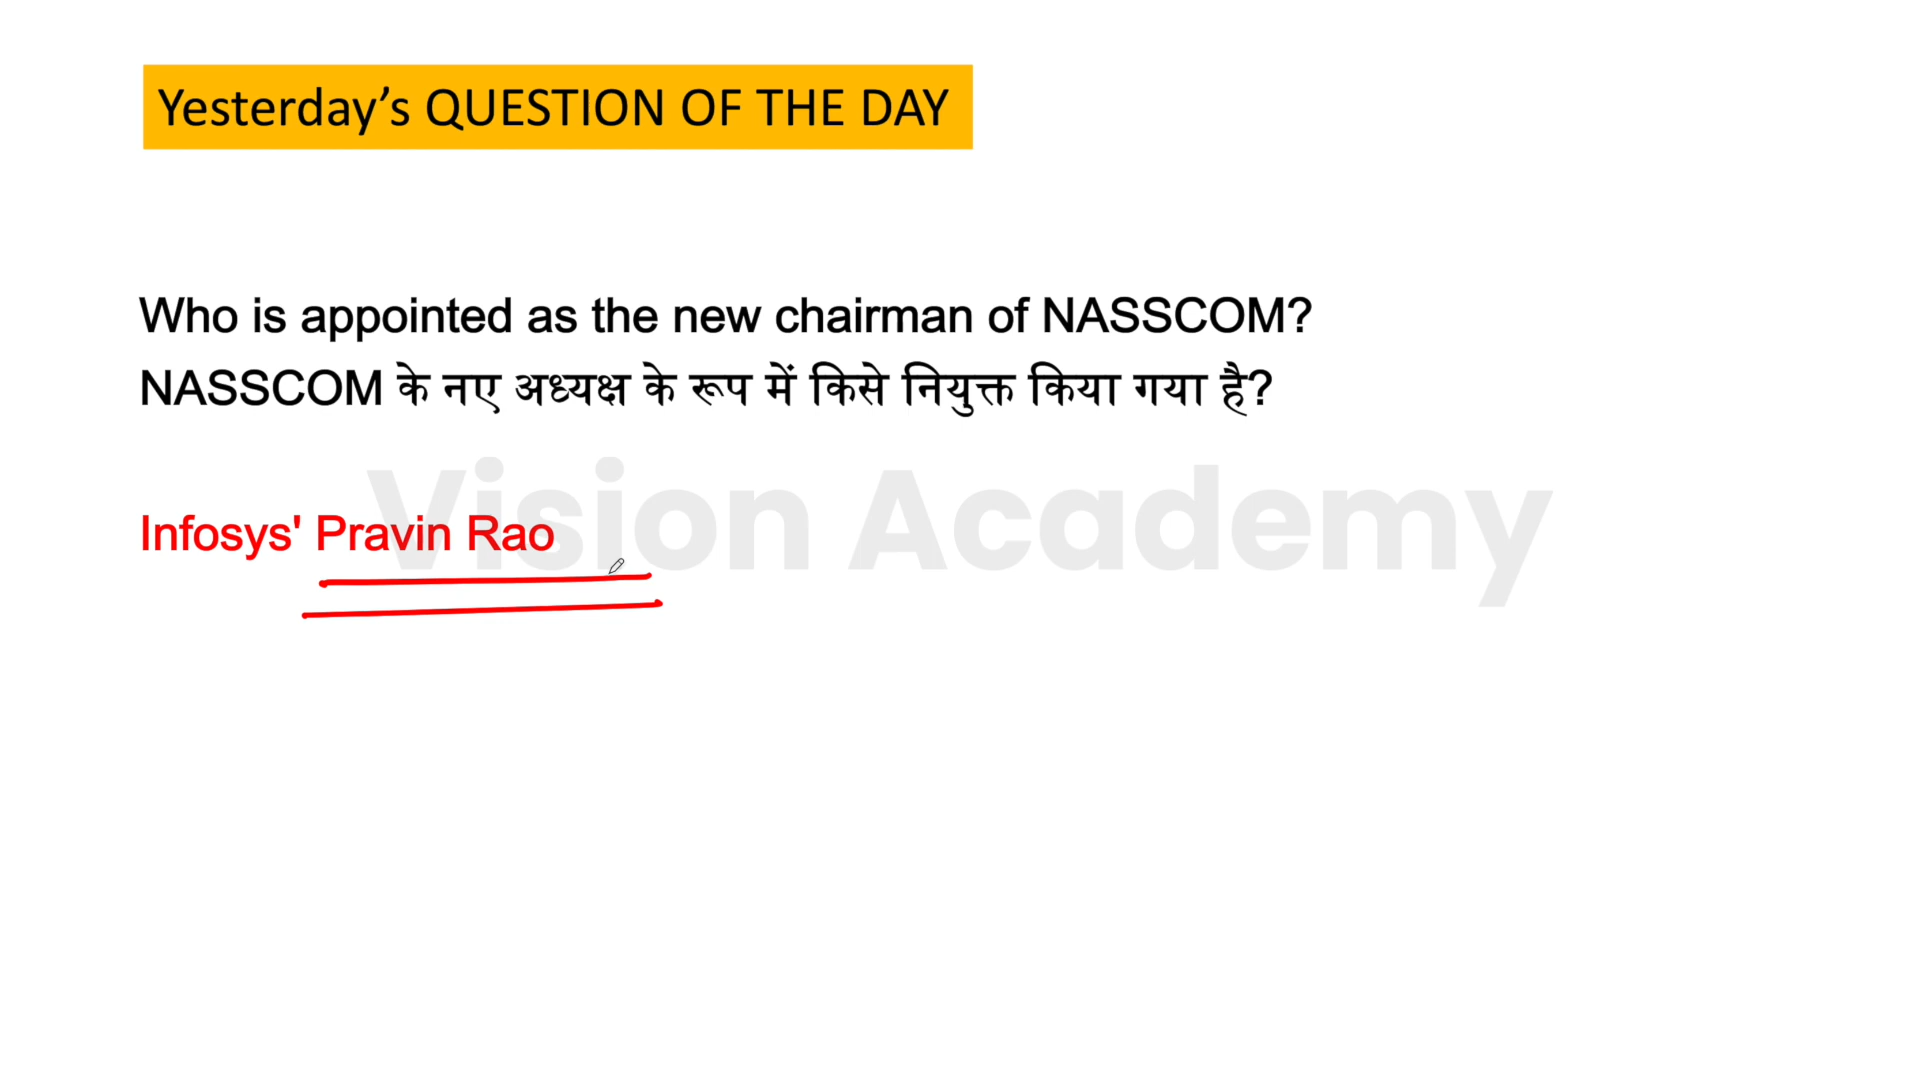 Yesterday’s QUESTION OF THE DAY
Who is appointed as the new chairman of NASSCOM?
NASSCOM के नए अध्यक्ष के रूप में किसे नियुक्त किया गया है?
Vision Academy
Infosys' Pravin Rao